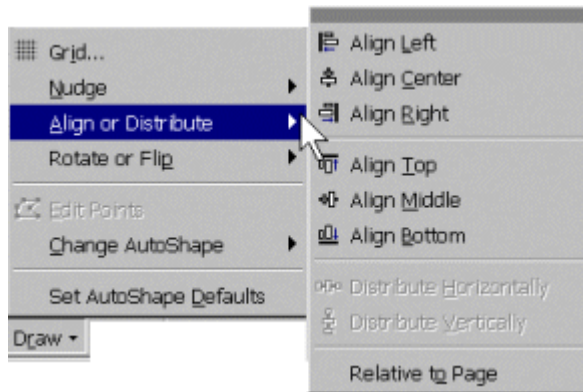 Grid...
Nudge
Align or Distribute
Rotate or Flip
Edit Points
Change AutoShape
Set AutoShape Defaults
Draw
Align Left
Align Center
Align Right
Align Top
Align Middle
Align Bottom
Distribute Horizontally
Distribute Vertically
Relative to Page